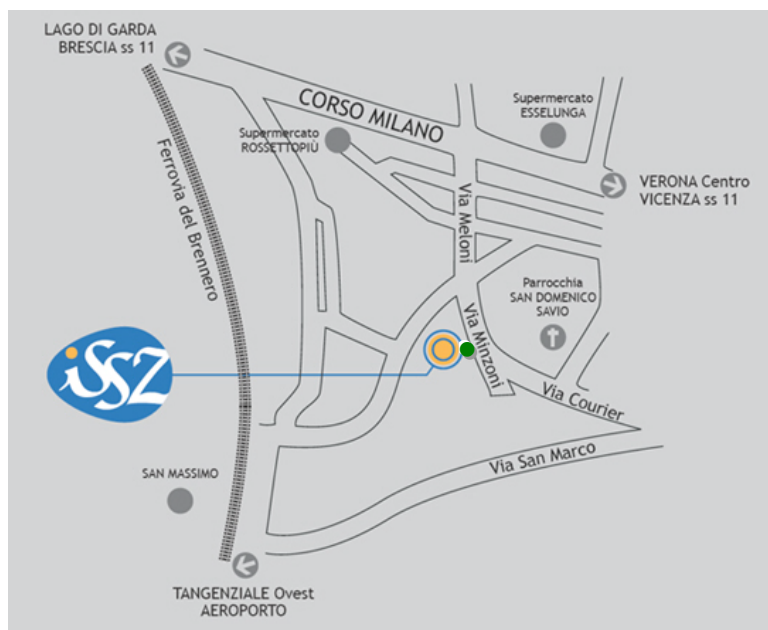 LAGO DI GARDA
BRESCIA ss 11
CORSO MILANO
Supermercato
ESSELUNGA
Supermercato
ROSSETTOPIÙ
Ferrovia del Brennero
VERONA Centro
VICENZA ss 11
Via Meloni
Parrocchia
SAN DOMENICO
SAVIO
Via Minzoni
iSSZ
Via Courier
Via San Marco
SAN MASSIMO
TANGENZIALE Ovest
AEROPORTO